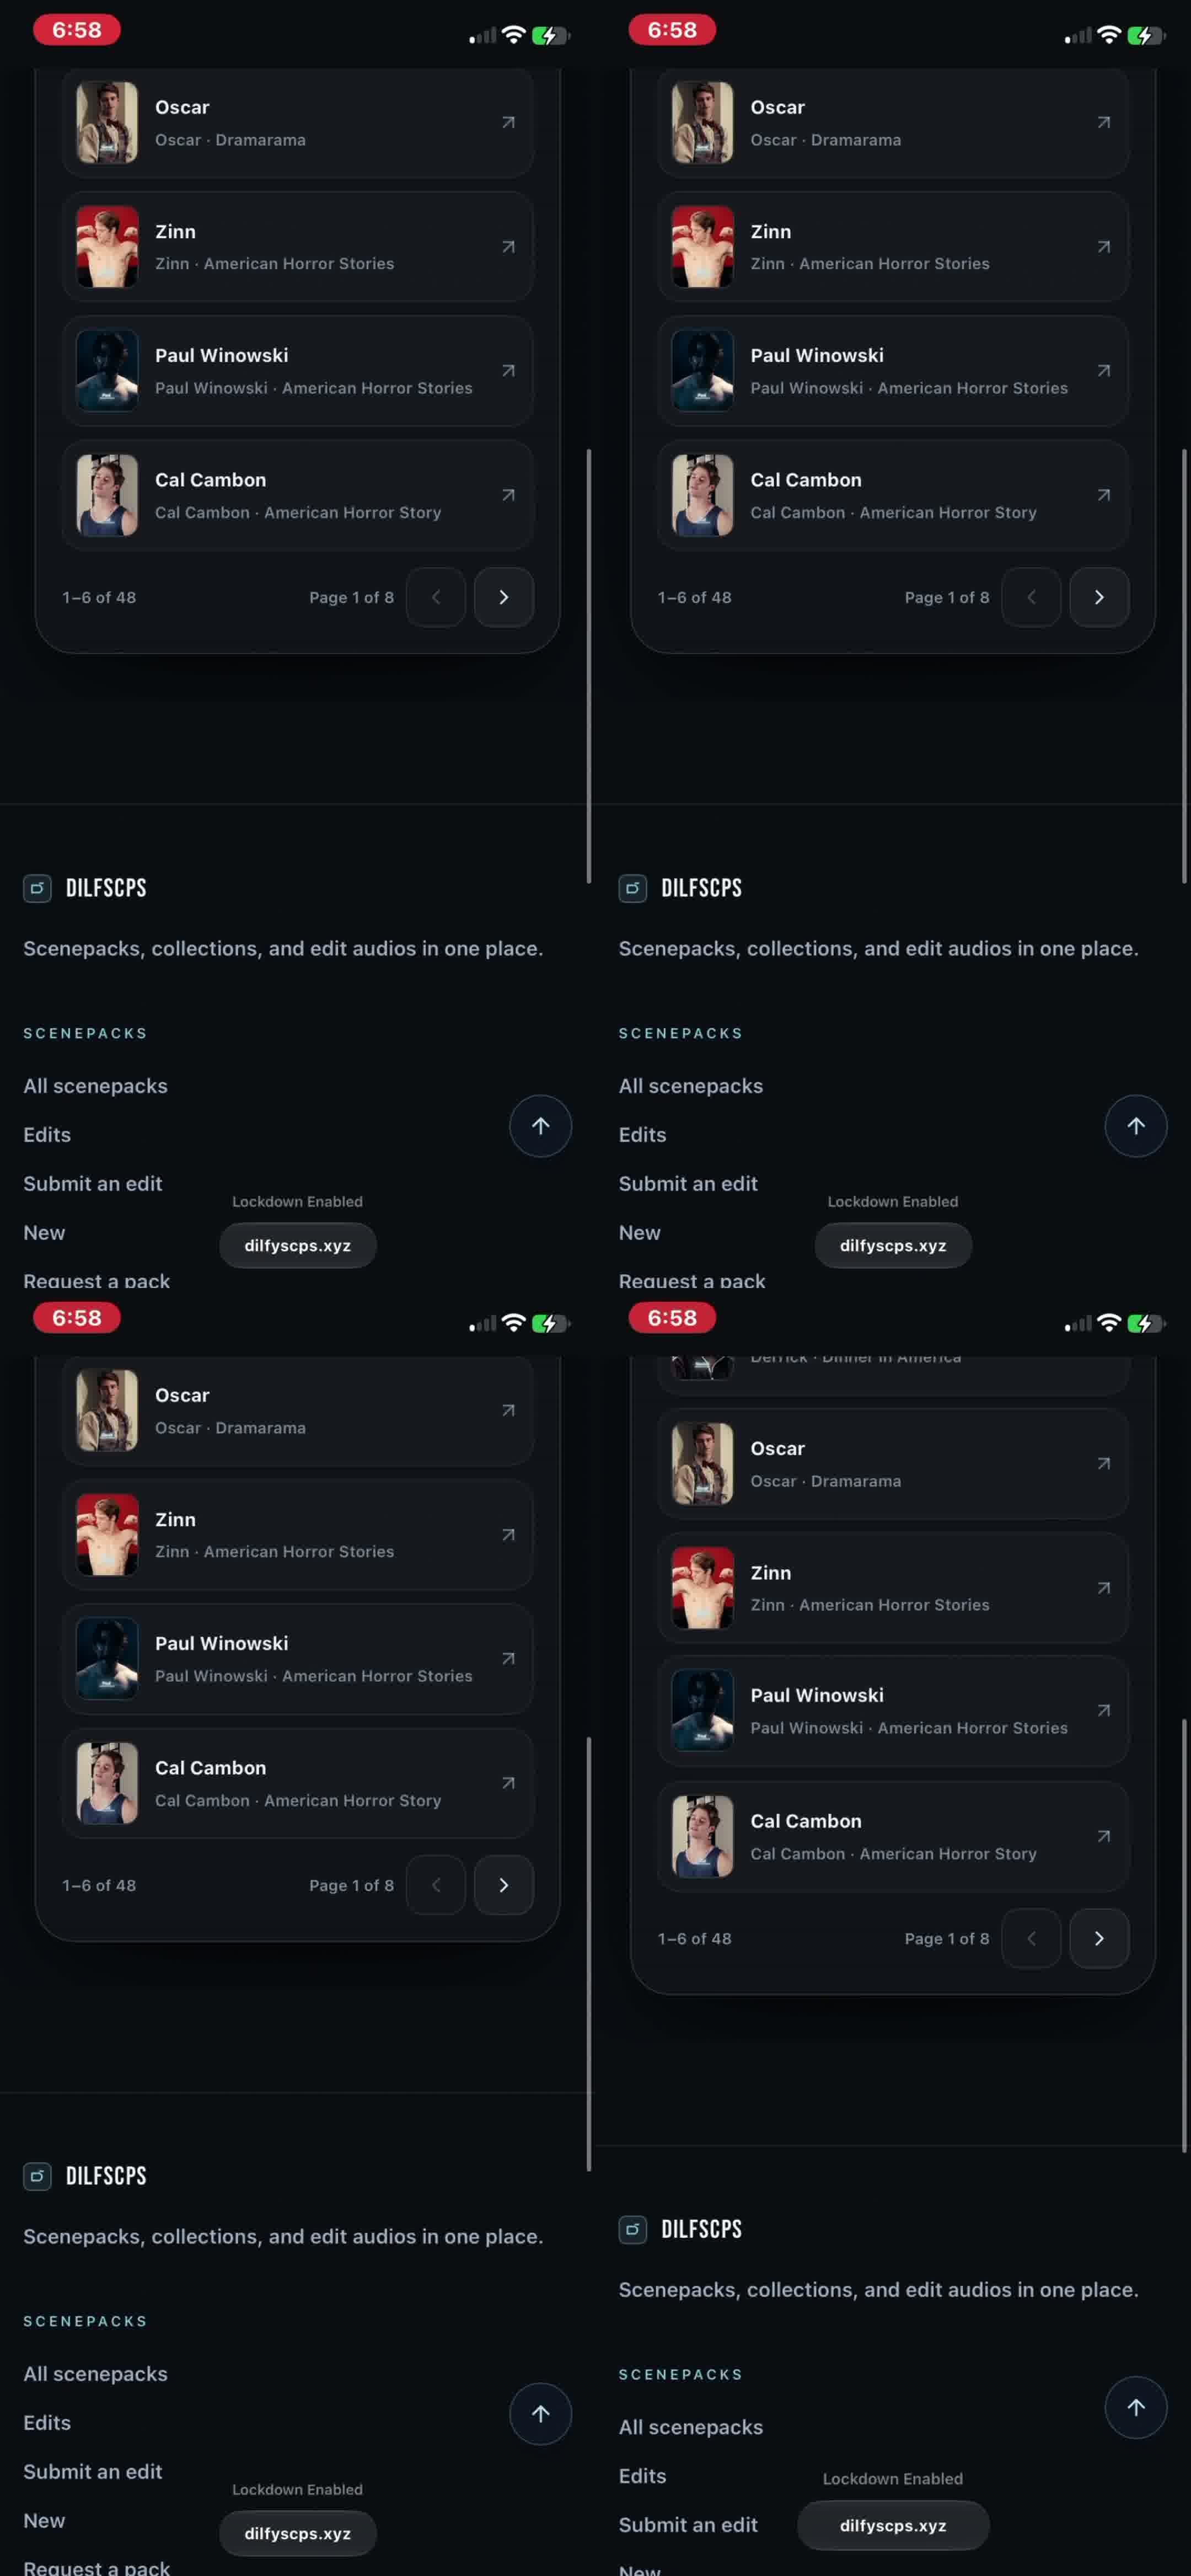 6:58
Oscar
Oscar · Dramarama
Zinn
Zinn · American Horror Stories
Paul Winowski
Paul Winowski · American Horror Stories
Cal Cambon
Cal Cambon · American Horror Story
1–6 of 48 Page 1 of 8
DILFSCPS
Scenepacks, collections, and edit audios in one place.
SCENEPACKS
All scenepacks
Edits
Submit an edit
Lockdown Enabled
New
dilfyscps.xyz
Request a pack
6:58
Oscar
Oscar · Dramarama
Zinn
Zinn · American Horror Stories
Paul Winowski
Paul Winowski · American Horror Stories
Cal Cambon
Cal Cambon · American Horror Story
1–6 of 48 Page 1 of 8
DILFSCPS
Scenepacks, collections, and edit audios in one place.
SCENEPACKS
All scenepacks
Edits
Submit an edit
Lockdown Enabled
New
dilfyscps.xyz
Request a pack
6:58
Oscar
Oscar · Dramarama
Zinn
Zinn · American Horror Stories
Paul Winowski
Paul Winowski · American Horror Stories
Cal Cambon
Cal Cambon · American Horror Story
1–6 of 48 Page 1 of 8
DILFSCPS
Scenepacks, collections, and edit audios in one place.
SCENEPACKS
All scenepacks
Edits
Submit an edit
Lockdown Enabled
New
dilfyscps.xyz
Request a pack
6:58
Derrick · Dinner in America
Oscar
Oscar · Dramarama
Zinn
Zinn · American Horror Stories
Paul Winowski
Paul Winowski · American Horror Stories
Cal Cambon
Cal Cambon · American Horror Story
1–6 of 48 Page 1 of 8
DILFSCPS
Scenepacks, collections, and edit audios in one place.
SCENEPACKS
All scenepacks
Edits
Lockdown Enabled
Submit an edit
dilfyscps.xyz
New